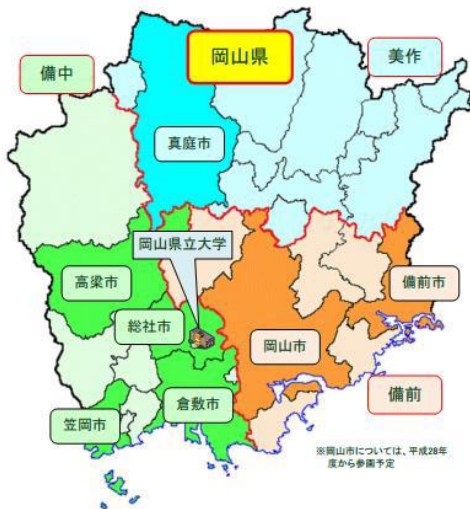 岡山県
備中
美作
真庭市
岡山県立大学
高梁市
備前市
総社市
岡山市
倉敷市
笠岡市
備前
※岡山市については、平成28年
度から参画予定